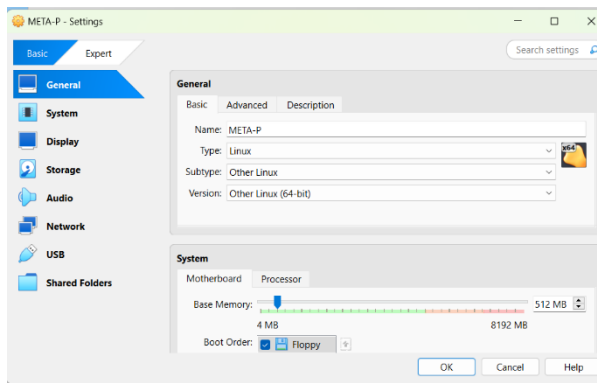 META-P - Settings
Basic Expert
Search settings
General
System
Display
Storage
Audio
Network
USB
Shared Folders
General
Basic Advanced Description
Name: META-P
Type: Linux
x64
Subtype: Other Linux
Version: Other Linux (64-bit)
System
Motherboard Processor
Base Memory: 512 MB
4 MB 8192 MB
Boot Order: Floppy
OK Cancel Help